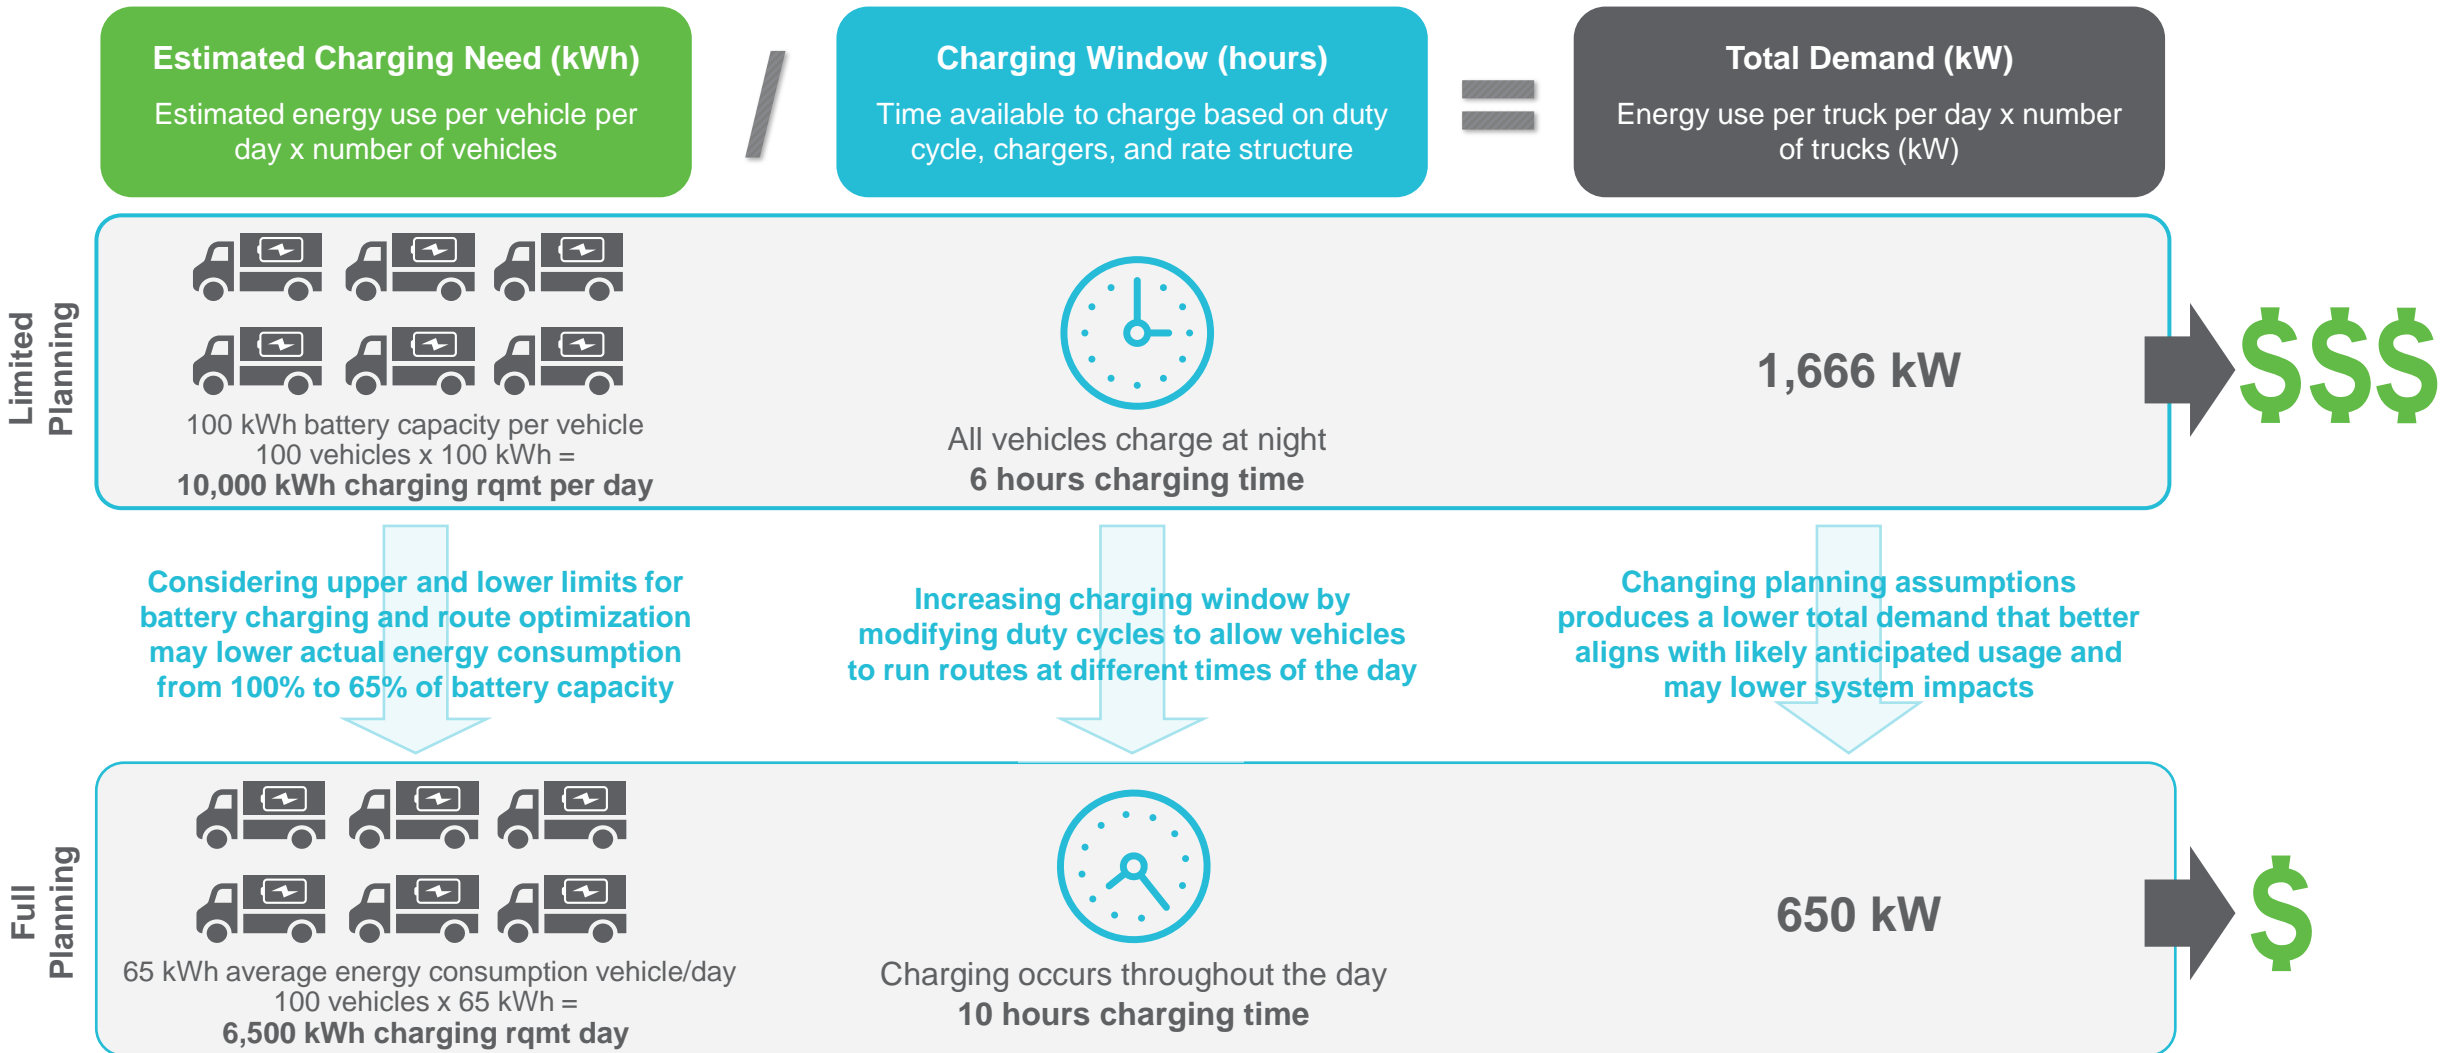 Estimated Charging Need (kWh)
Estimated energy use per vehicle per
day x number of vehicles
/
Charging Window (hours)
Time available to charge based on duty
cycle, chargers, and rate structure
=
Total Demand (kW)
Energy use per truck per day x number
of trucks (kW)
Limited
Planning
100 kWh battery capacity per vehicle
100 vehicles x 100 kWh =
10,000 kWh charging rqmt per day
All vehicles charge at night
6 hours charging time
1,666 kW
$$$
Considering upper and lower limits for
battery charging and route optimization
may lower actual energy consumption
from 100% to 65% of battery capacity
Increasing charging window by
modifying duty cycles to allow vehicles
to run routes at different times of the day
Changing planning assumptions
produces a lower total demand that better
aligns with likely anticipated usage and
may lower system impacts
Full
Planning
65 kWh average energy consumption vehicle/day
100 vehicles x 65 kWh =
6,500 kWh charging rqmt day
Charging occurs throughout the day
10 hours charging time
650 kW
$